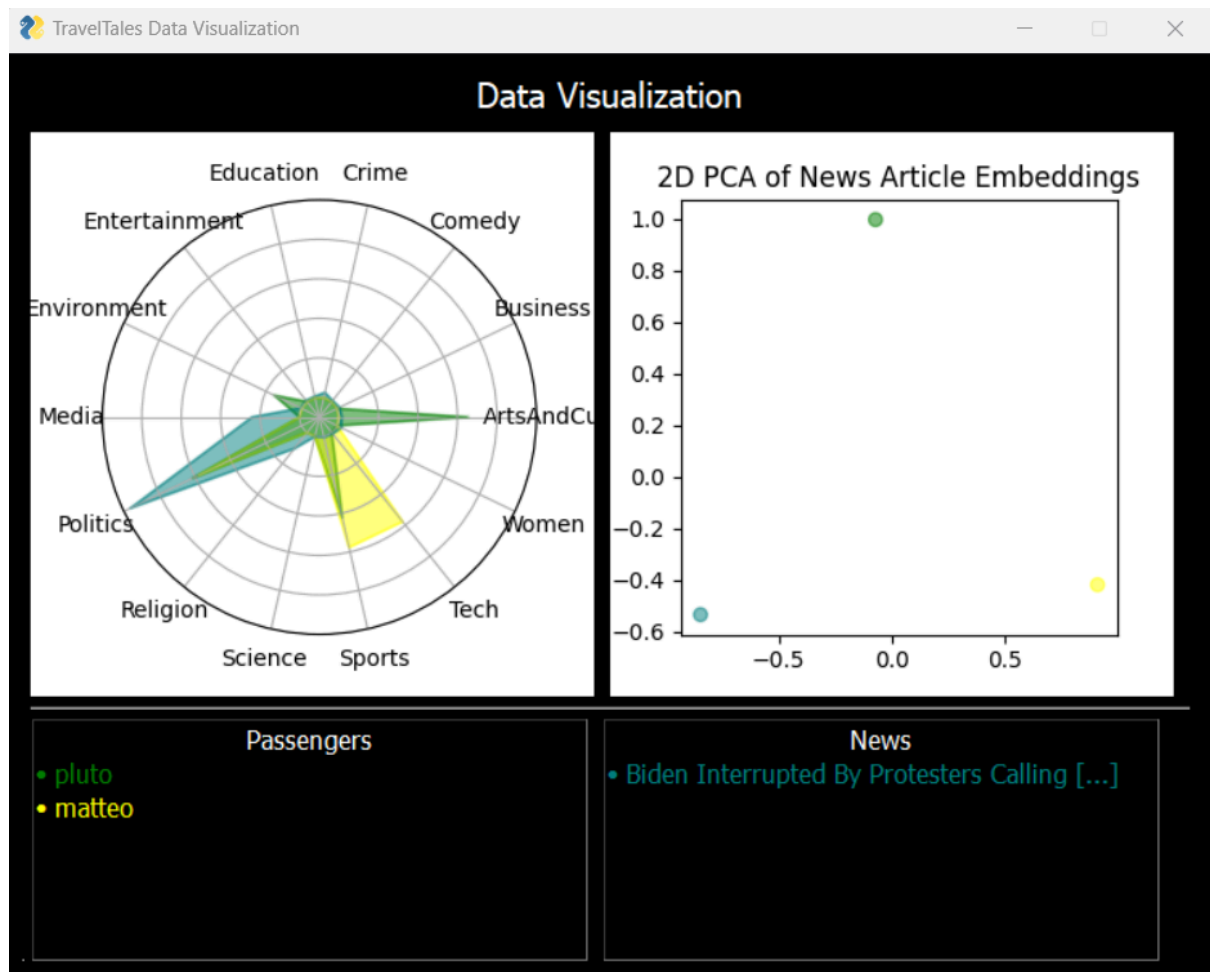 TravelTales Data Visualization
Data Visualization
Education Crime
Entertainment Comedy
Environment Business
Media ArtsAndCu
Politics Women
Religion Tech
Science Sports
2D PCA of News Article Embeddings
1.0
0.8
0.6
0.4
0.2
0.0
−0.2
−0.4
−0.6
−0.5 0.0 0.5
Passengers
• pluto
• matteo
News
• Biden Interrupted By Protesters Calling [...]